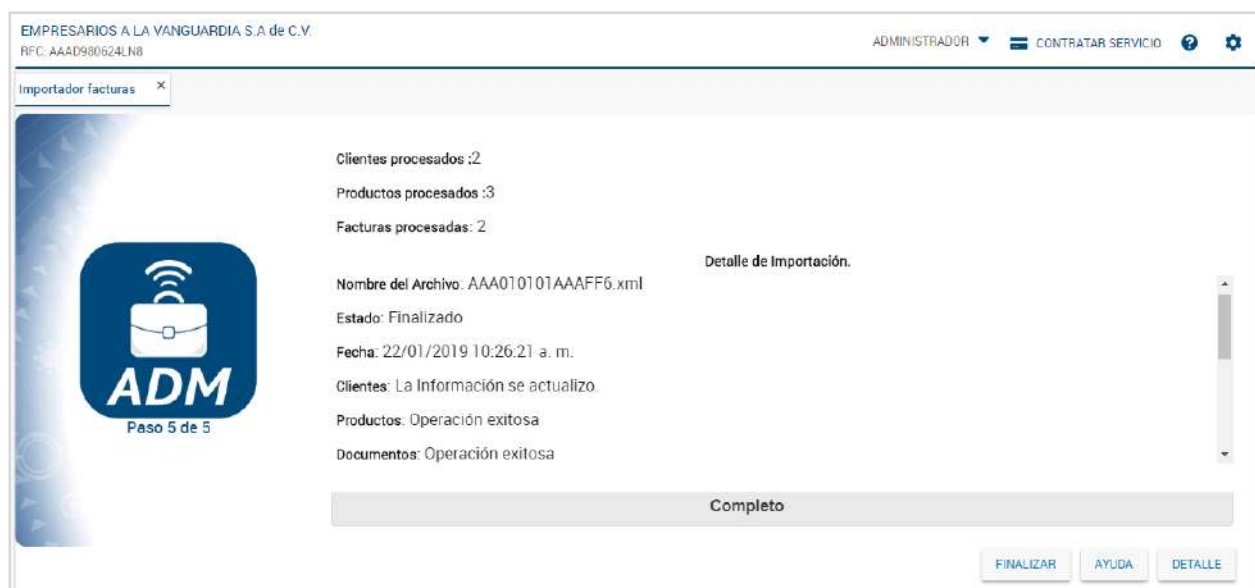 EMPRESARIOS A LA VANGUARDIA S.A de C.V.
RFC: AAAD980624LN8
ADMINISTRADOR CONTRATAR SERVICIO
Importador facturas ×
Clientes procesados :2
Productos procesados :3
Facturas procesadas: 2
Detalle de Importación.
Nombre del Archivo: AAA010101AAAFF6.xml
Estado: Finalizado
Fecha: 22/01/2019 10:26:21 a. m.
Clientes: La Información se actualizo.
Productos: Operación exitosa
Documentos: Operación exitosa
ADM
Paso 5 de 5
Completo
FINALIZAR AYUDA DETALLE